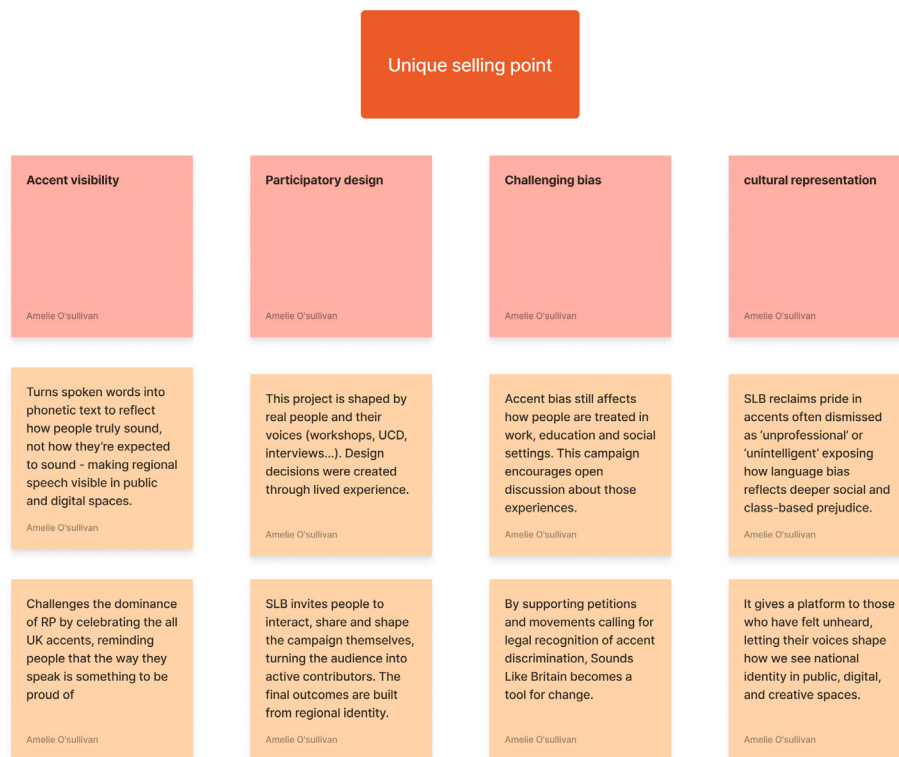 Unique selling point
Accent visibility
Amelie O'sullivan
Participatory design
Amelie O'sullivan
Challenging bias
Amelie O'sullivan
cultural representation
Amelie O'sullivan
Turns spoken words into
phonetic text to reflect
how people truly sound,
not how they’re expected
to sound - making regional
speech visible in public
and digital spaces.
Amelie O'sullivan
This project is shaped by
real people and their
voices (workshops, UCD,
interviews...). Design
decisions were created
through lived experience.
Amelie O'sullivan
Accent bias still affects
how people are treated in
work, education and social
settings. This campaign
encourages open
discussion about those
experiences.
Amelie O'sullivan
SLB reclaims pride in
accents often dismissed
as ‘unprofessional’ or
‘unintelligent’ exposing
how language bias
reflects deeper social and
class-based prejudice.
Amelie O'sullivan
Challenges the dominance
of RP by celebrating the all
UK accents, reminding
people that the way they
speak is something to be
proud of
Amelie O'sullivan
SLB invites people to
interact, share and shape
the campaign themselves,
turning the audience into
active contributors. The
final outcomes are built
from regional identity.
Amelie O'sullivan
By supporting petitions
and movements calling for
legal recognition of accent
discrimination, Sounds
Like Britain becomes a
tool for change.
Amelie O'sullivan
It gives a platform to those
who have felt unheard,
letting their voices shape
how we see national
identity in public, digital,
and creative spaces.
Amelie O'sullivan